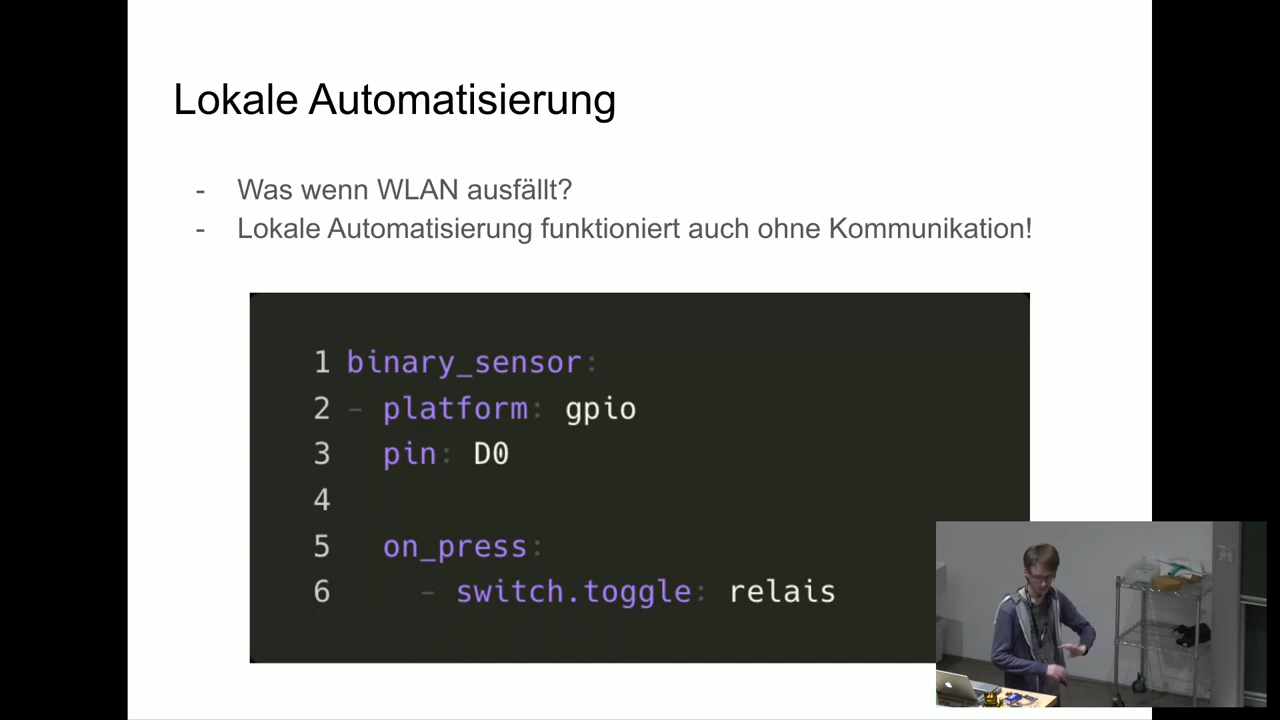 Lokale Automatisierung
- Was wenn WLAN ausfällt?
- Lokale Automatisierung funktioniert auch ohne Kommunikation!
1 binary_sensor:
2 - platform: gpio
3   pin: D0
4
5   on_press:
6     - switch.toggle: relais